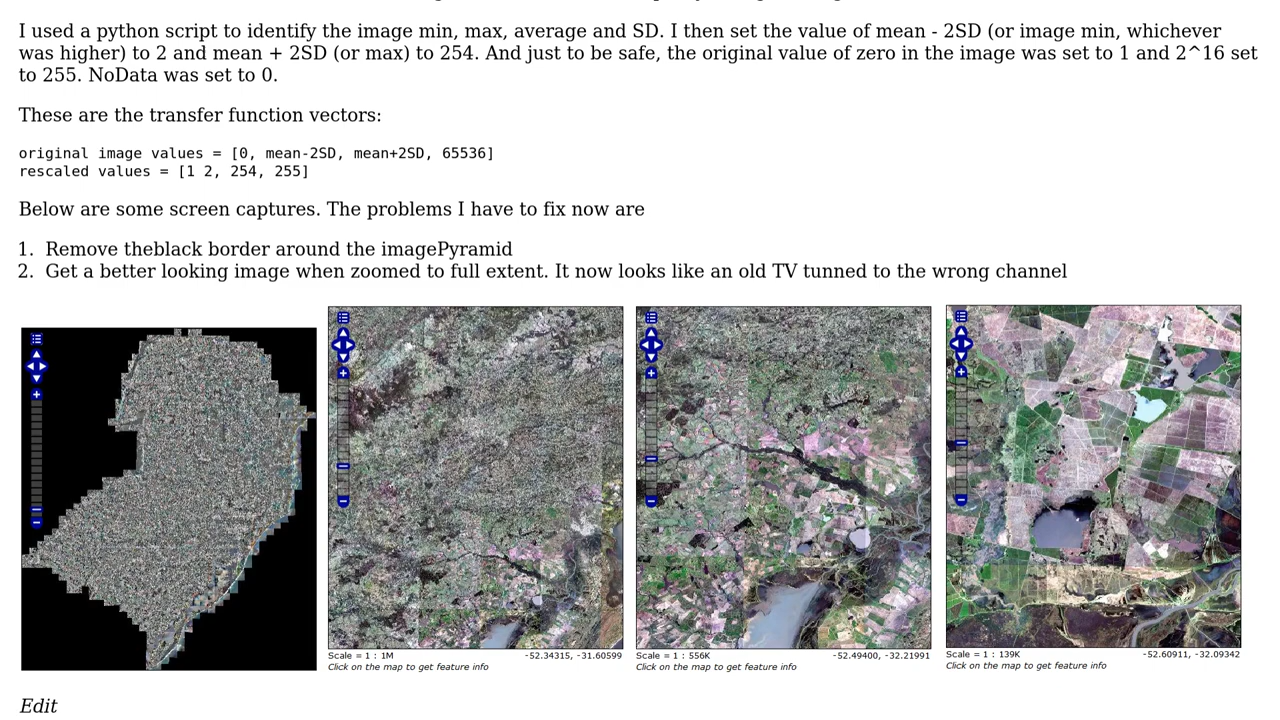 I used a python script to identify the image min, max, average and SD. I then set the value of mean - 2SD (or image min, whichever
was higher) to 2 and mean + 2SD (or max) to 254. And just to be safe, the original value of zero in the image was set to 1 and 2^16 set
to 255. NoData was set to 0.
These are the transfer function vectors:
original image values = [0, mean-2SD, mean+2SD, 65536]
rescaled values = [1 2, 254, 255]
Below are some screen captures. The problems I have to fix now are
1. Remove theblack border around the imagePyramid
2. Get a better looking image when zoomed to full extent. It now looks like an old TV tunned to the wrong channel
Scale = 1 : 1M -52.34315, -31.60599
Click on the map to get feature info
Scale = 1 : 556K -52.49400, -32.21991
Click on the map to get feature info
Scale = 1 : 139K -52.60911, -32.09342
Click on the map to get feature info
Edit